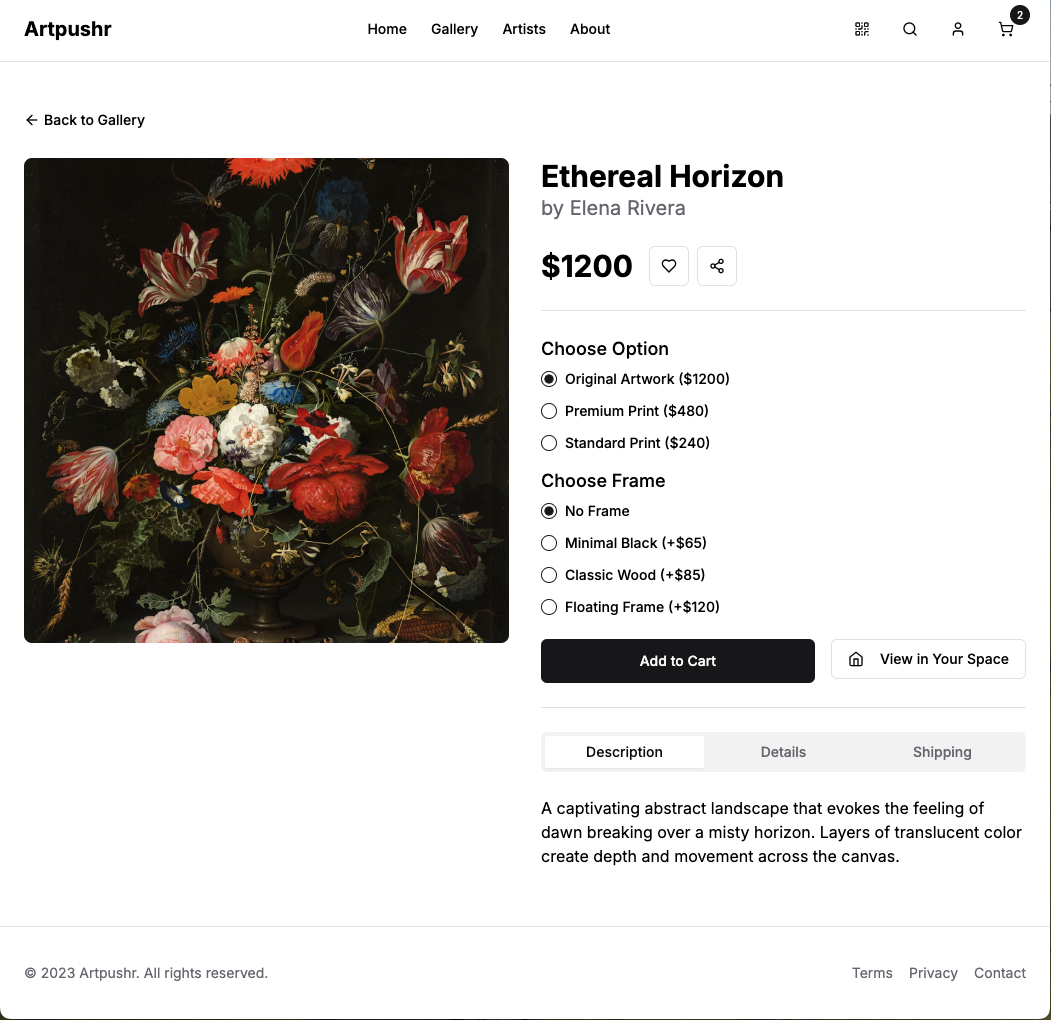 Artpushr
Home Gallery Artists About
2
Back to Gallery
Ethereal Horizon
by Elena Rivera
$1200
Choose Option
Original Artwork ($1200)
Premium Print ($480)
Standard Print ($240)
Choose Frame
No Frame
Minimal Black (+$65)
Classic Wood (+$85)
Floating Frame (+$120)
Add to Cart
View in Your Space
Description Details Shipping
A captivating abstract landscape that evokes the feeling of
dawn breaking over a misty horizon. Layers of translucent color
create depth and movement across the canvas.
© 2023 Artpushr. All rights reserved.
Terms Privacy Contact